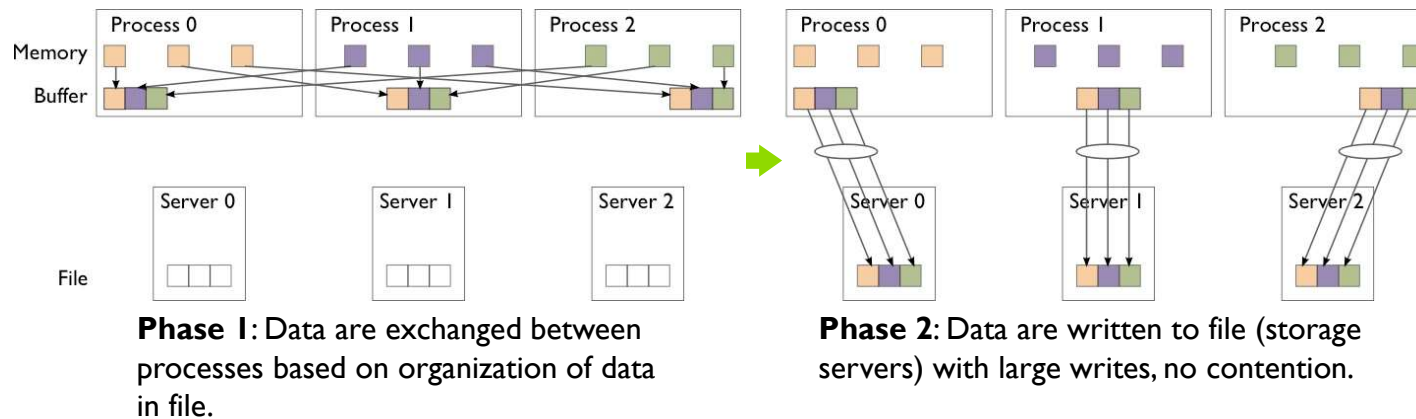 Process 0
Process 1
Process 2
Memory
Buffer
Server 0
Server 1
Server 2
File
Phase 1: Data are exchanged between
processes based on organization of data
in file.
Process 0
Process 1
Process 2
Server 0
Server 1
Server 2
Phase 2: Data are written to file (storage
servers) with large writes, no contention.